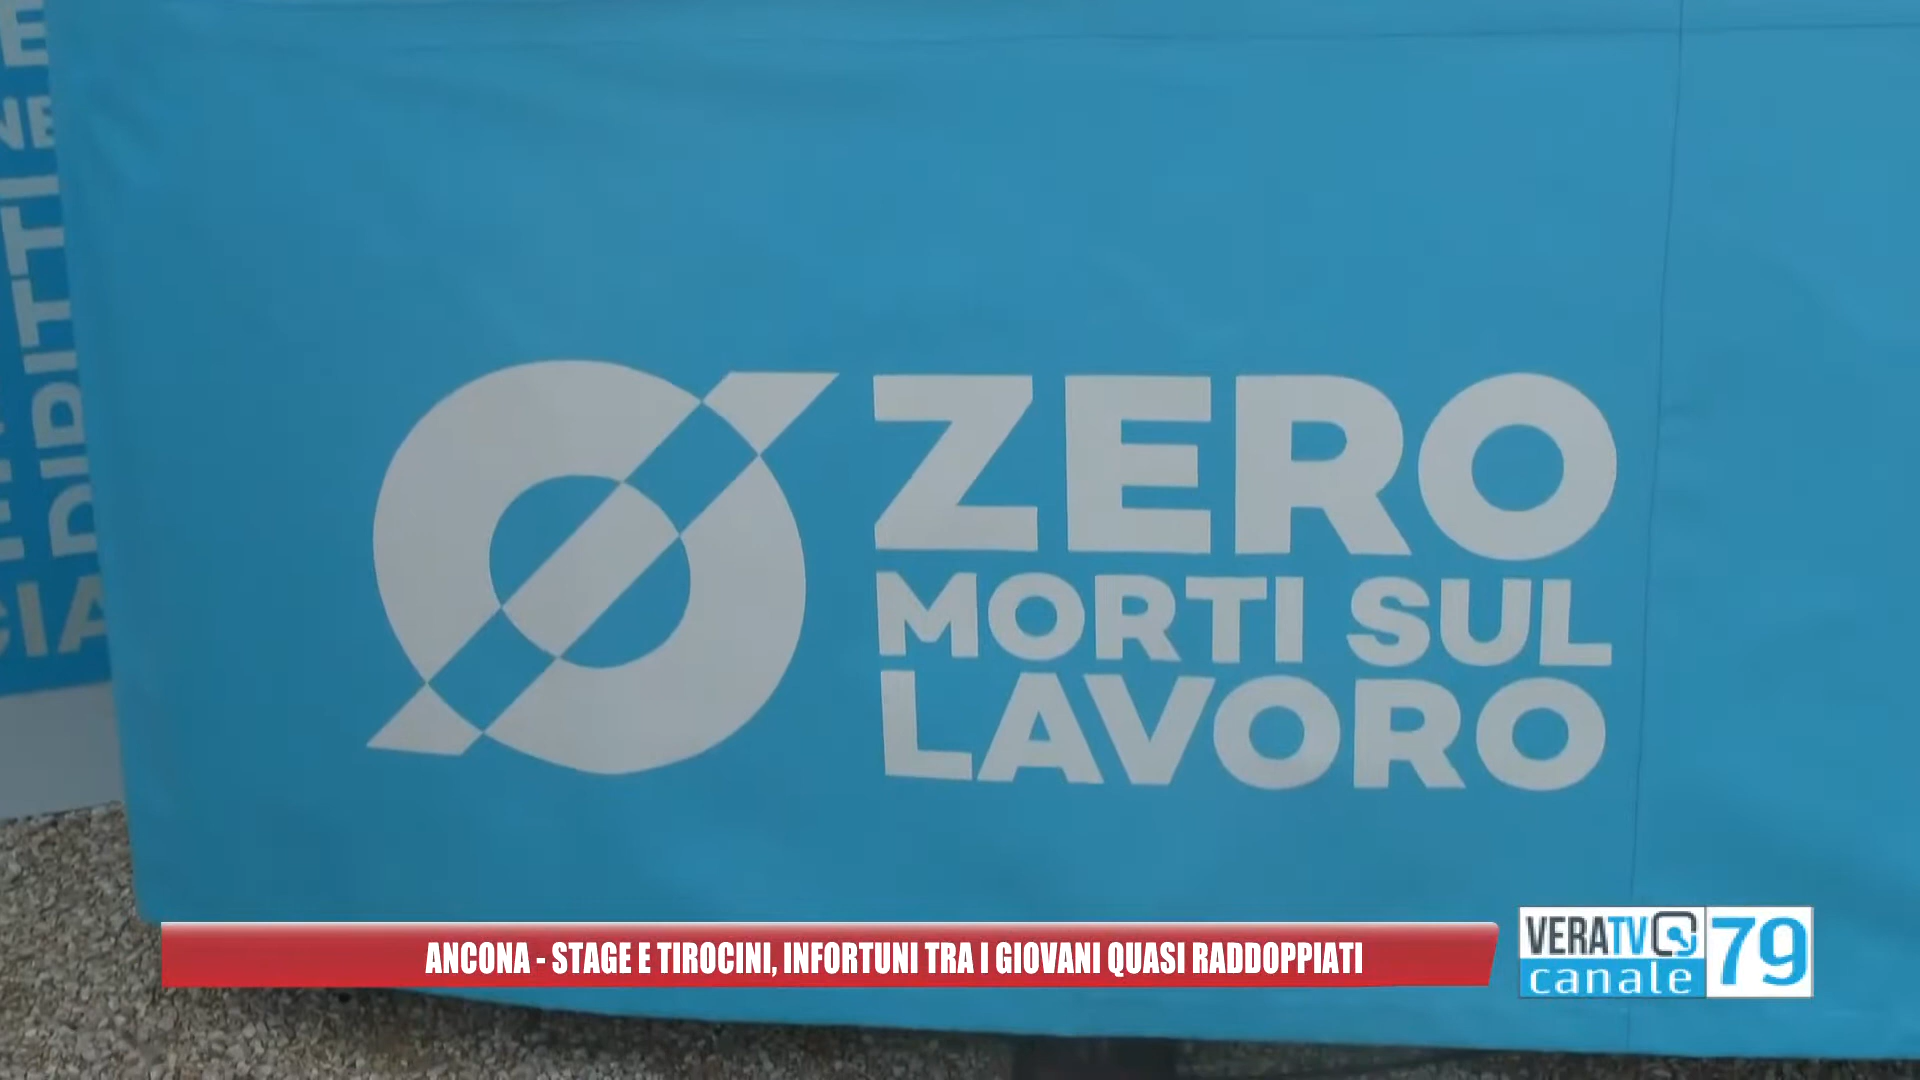 ZERO
MORTI SUL
LAVORO
ANCONA - STAGE E TIROCINI, INFORTUNI TRA I GIOVANI QUASI RADDOPPIATI
VERATV
canale
79